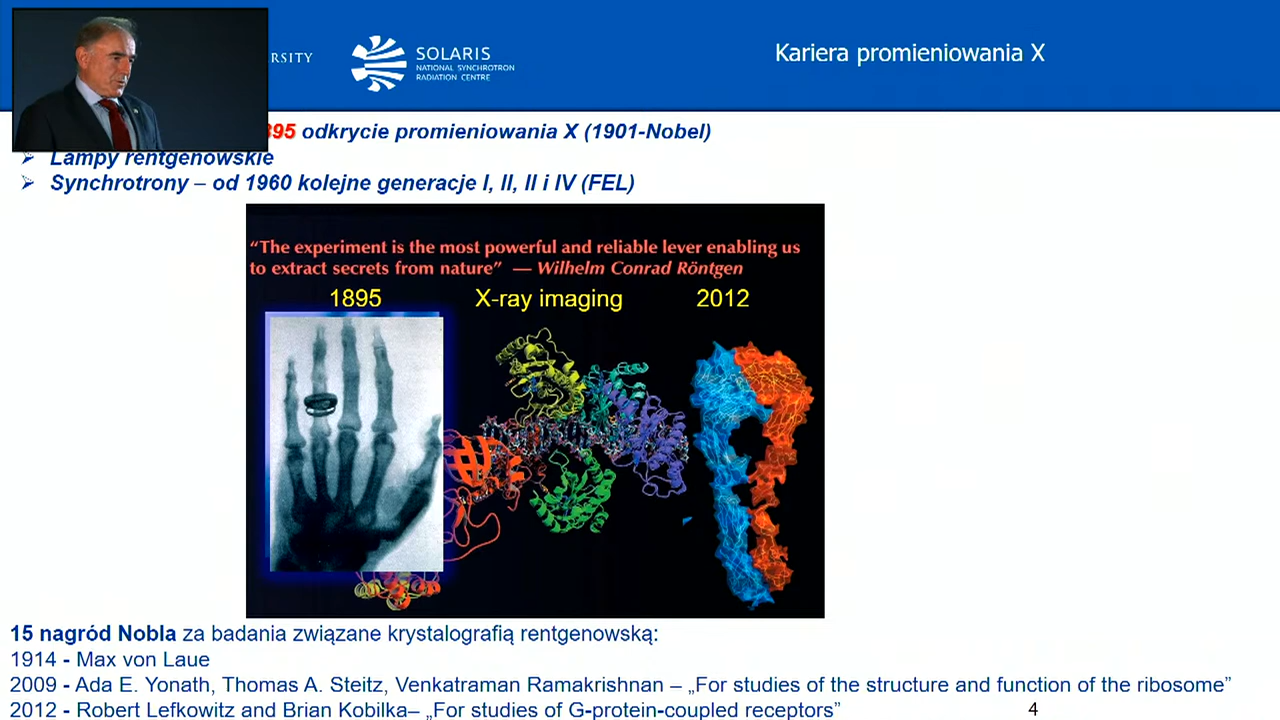 RSITY
SOLARIS
NATIONAL SYNCHROTRON
RADIATION CENTRE
Kariera promieniowania X
895 odkrycie promieniowania X (1901-Nobel)
Lampy rentgenowskie
Synchrotrony – od 1960 kolejne generacje I, II, II i IV (FEL)
“The experiment is the most powerful and reliable lever enabling us
to extract secrets from nature” — Wilhelm Conrad Röntgen
1895 X-ray imaging 2012
15 nagród Nobla za badania związane krystalografią rentgenowską:
1914 - Max von Laue
2009 - Ada E. Yonath, Thomas A. Steitz, Venkatraman Ramakrishnan – „For studies of the structure and function of the ribosome”
2012 - Robert Lefkowitz and Brian Kobilka– „For studies of G-protein-coupled receptors”
4